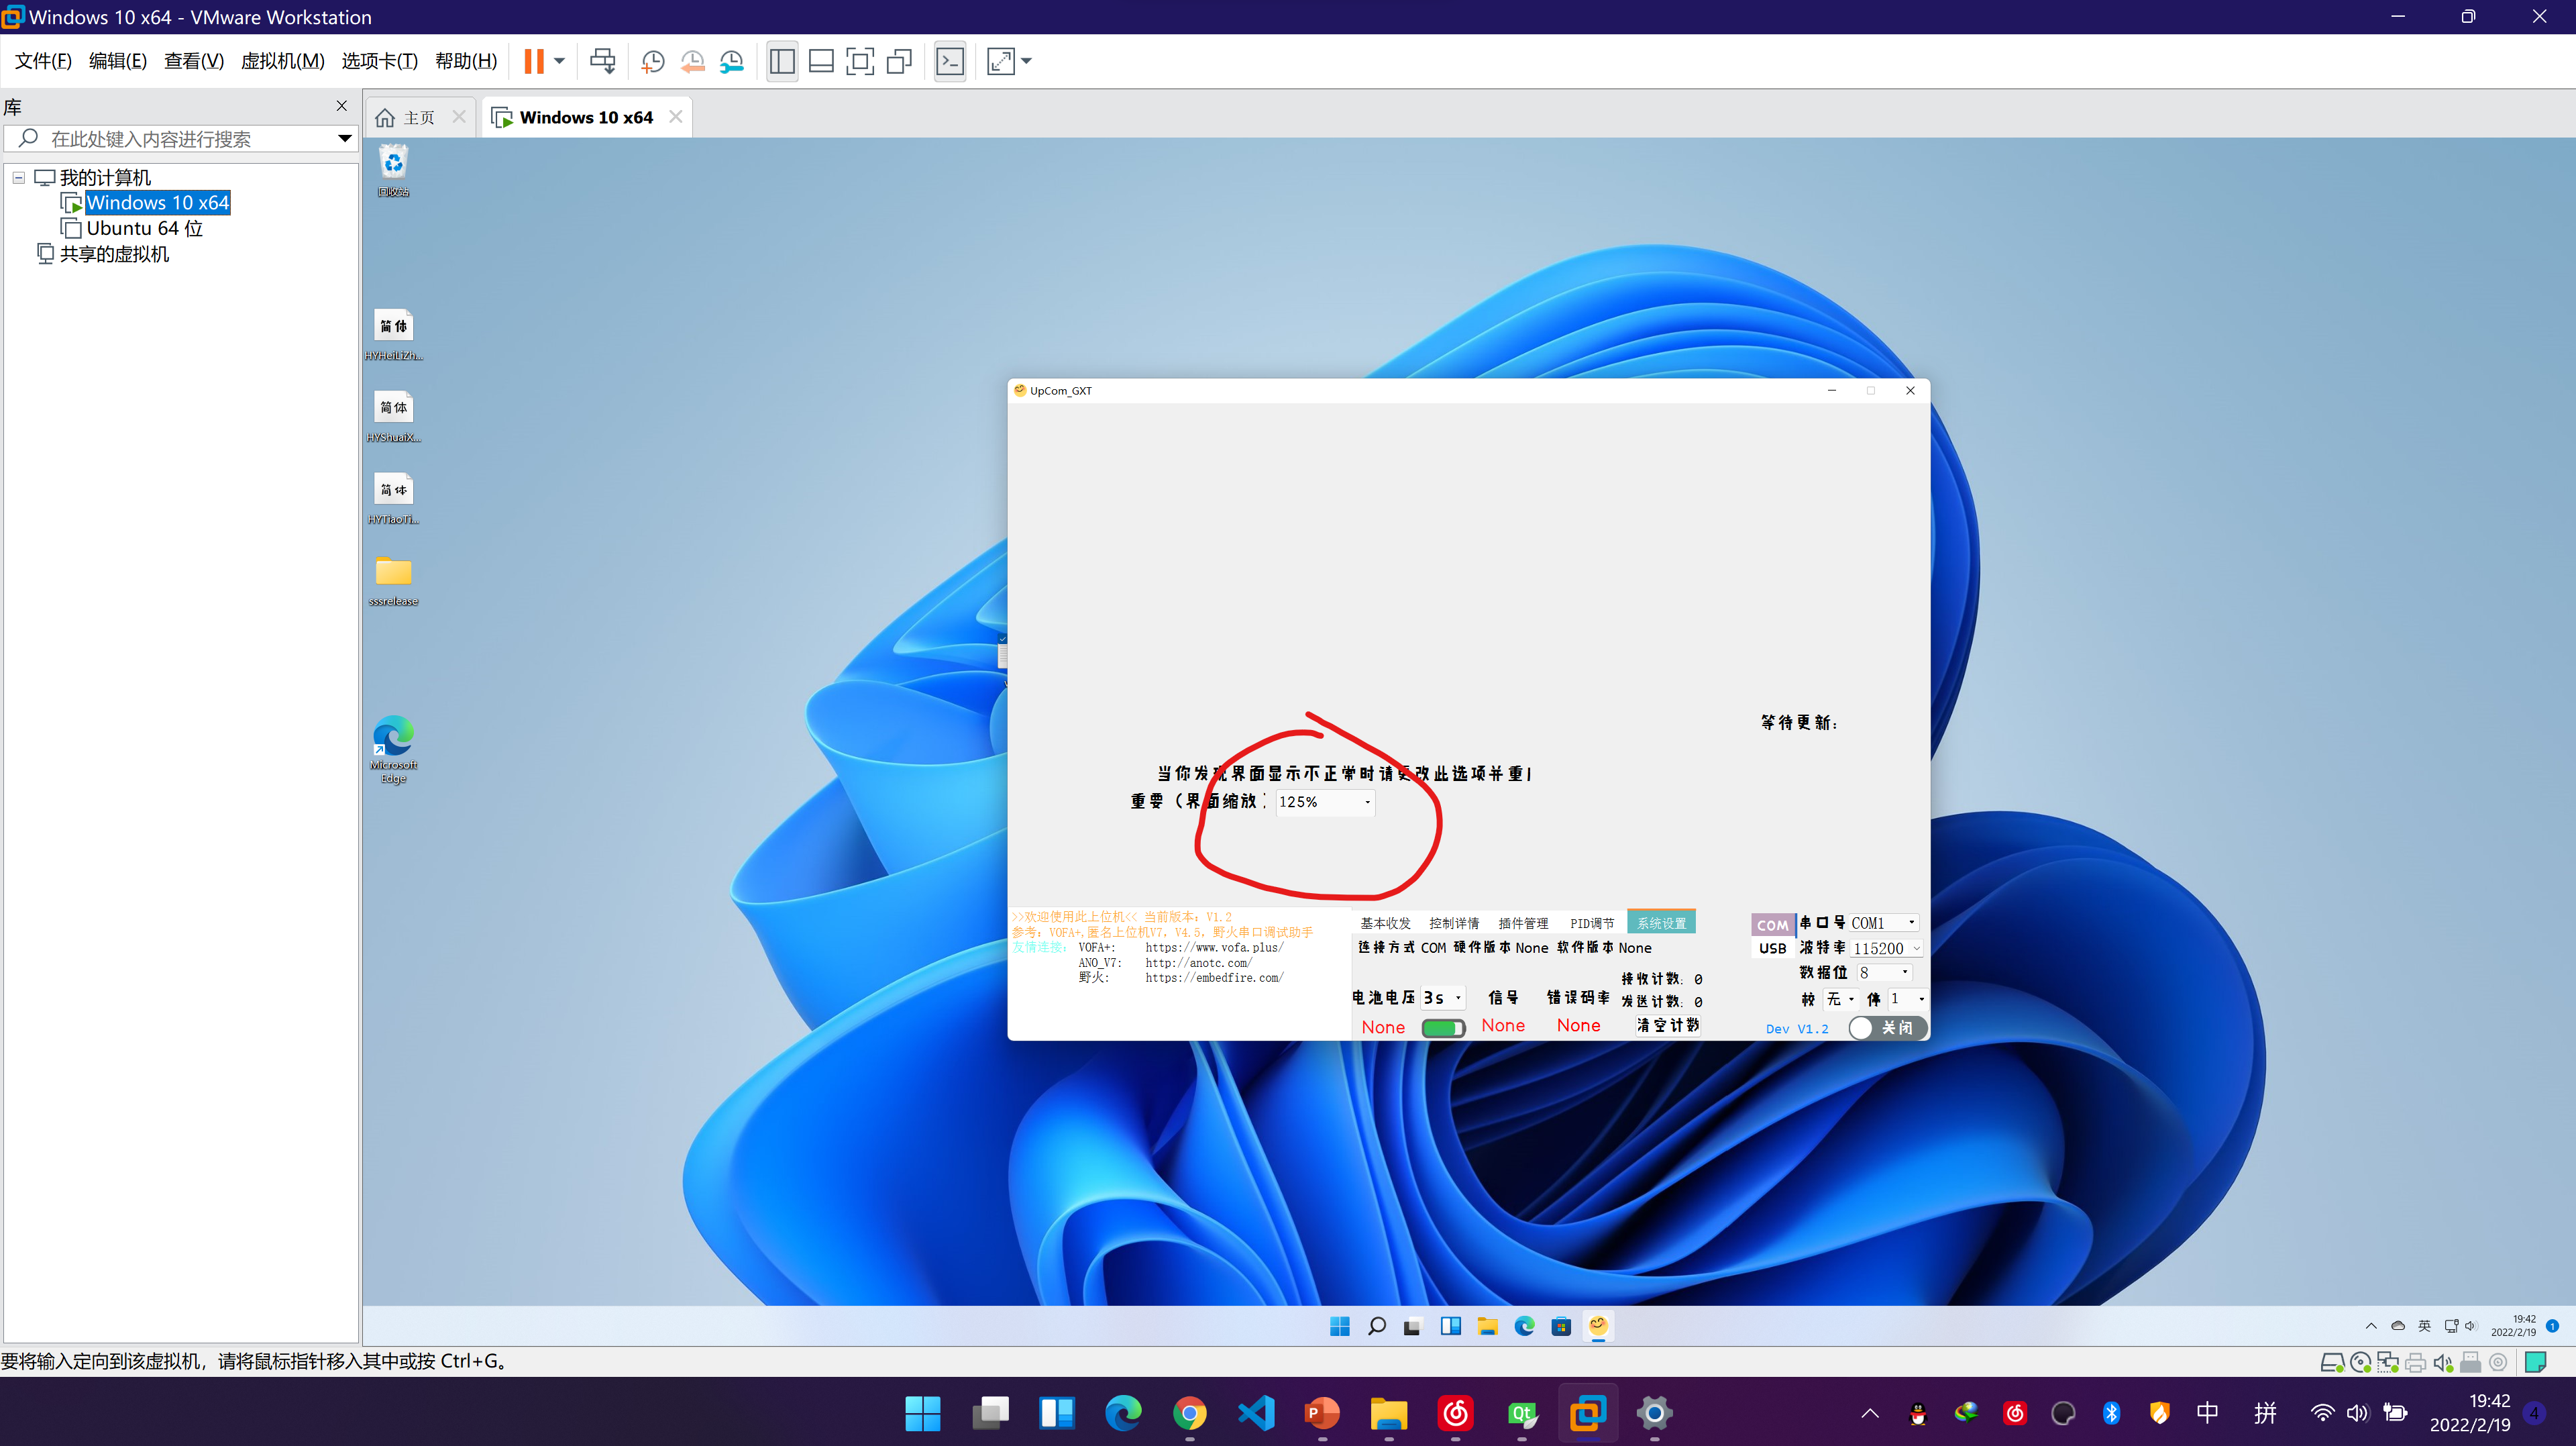 Windows 10 x64 - VMware Workstation
文件(F) 编辑(E) 查看(V) 虚拟机(M) 选项卡(T) 帮助(H)
库
在此处键入内容进行搜索
我的计算机
Windows 10 x64
Ubuntu 64 位
共享的虚拟机
主页
Windows 10 x64
回收站
简体
HYHeiLiZh...
简体
HYShuaiX...
简体
HYTiaoTi...
sssrelease
Microsoft
Edge
UpCom_GXT
等待更新：
当你发现界面显示不正常时请更改此选项并重
重要（界面缩放 125%
>>欢迎使用此上位机<< 当前版本：V1.2
参考：VOFA+,匿名上位机V7, V4.5, 野火串口调试助手
友情连接： VOFA+: https://www.vofa.plus/
ANO_V7: http://anotc.com/
野火: https://embedfire.com/
基本收发 控制详情 插件管理 PID调节 系统设置
连接方式 COM 硬件版本 None 软件版本 None
接收计数: 0
电池电压 3s 信号 错误码率 发送计数: 0
None None None 清空计数
COM 串口号 COM1
USB 波特率 115200
数据位 8
校 无 停 1
Dev V1.2 关闭
英
19:42
2022/2/19
1
要将输入定向到该虚拟机，请将鼠标指针移入其中或按 Ctrl+G。
P
Qt
中 拼
19:42
2022/2/19
4